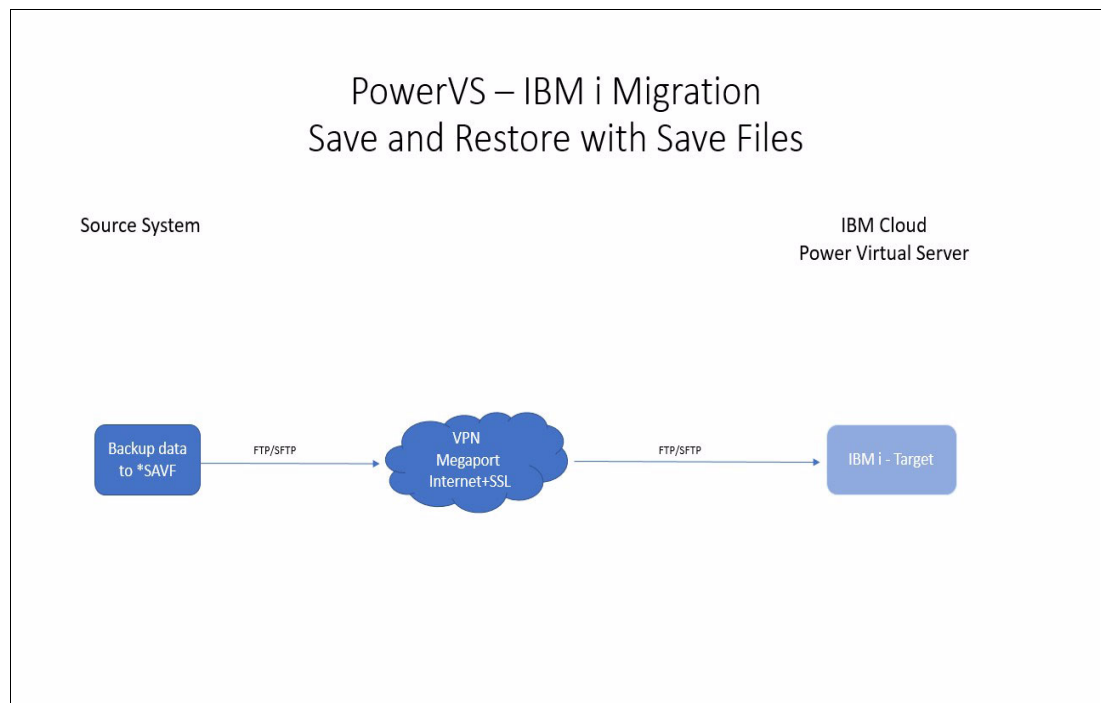 PowerVS – IBM i Migration
Save and Restore with Save Files
Source System
IBM Cloud
Power Virtual Server
Backup data
to *SAVF
FTP/SFTP
VPN
Megaport
Internet+SSL
FTP/SFTP
IBM i - Target